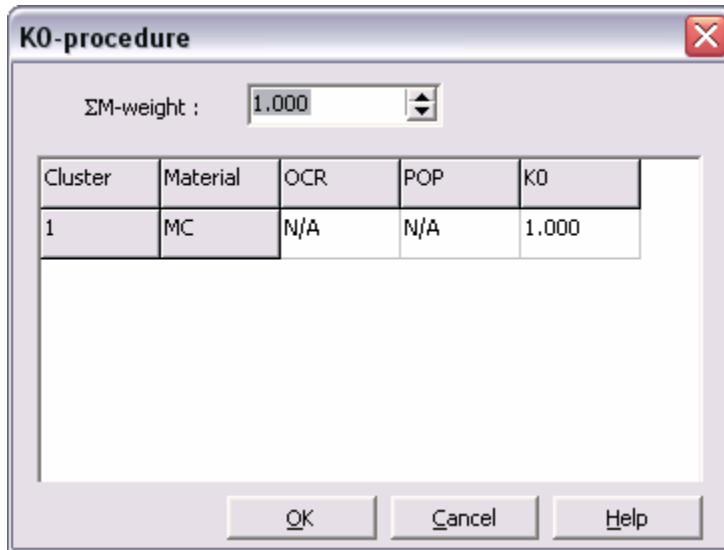 K0-procedure
ΣM-weight : 1.000
Cluster Material OCR POP K0
1 MC N/A N/A 1.000
OK Cancel Help